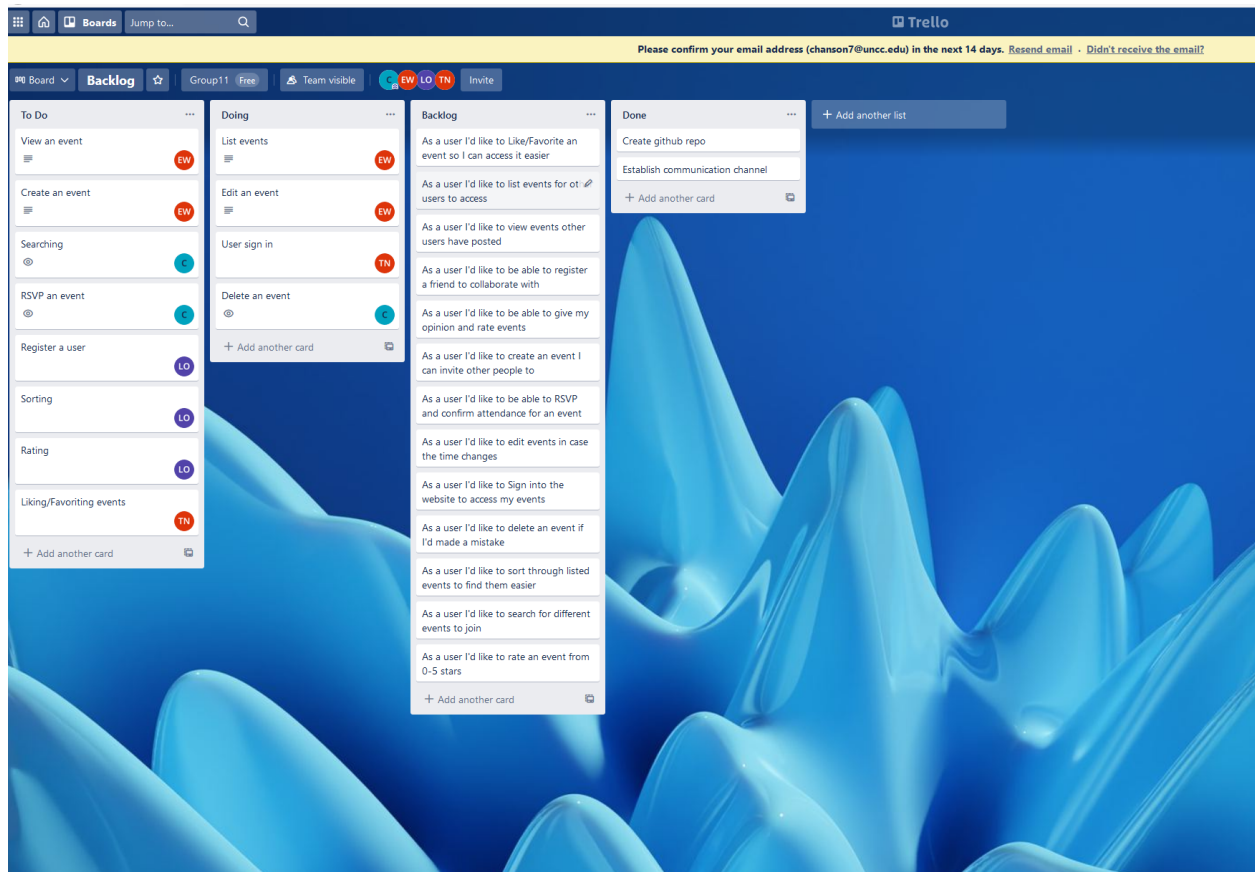 Boards
Jump to...
Trello
Please confirm your email address (chanson7@uncc.edu) in the next 14 days. Resend email · Didn't receive the email?
Board
Backlog
Group11 Free
Team visible
C EW LO TN
Invite
To Do
View an event
EW
Create an event
EW
Searching
C
RSVP an event
C
Register a user
LO
Sorting
LO
Rating
LO
Liking/Favoriting events
TN
+ Add another card
Doing
List events
EW
Edit an event
EW
User sign in
TN
Delete an event
C
+ Add another card
Backlog
As a user I'd like to Like/Favorite an
event so I can access it easier
As a user I'd like to list events for ot
users to access
As a user I'd like to view events other
users have posted
As a user I'd like to be able to register
a friend to collaborate with
As a user I'd like to be able to give my
opinion and rate events
As a user I'd like to create an event I
can invite other people to
As a user I'd like to be able to RSVP
and confirm attendance for an event
As a user I'd like to edit events in case
the time changes
As a user I'd like to Sign into the
website to access my events
As a user I'd like to delete an event if
I'd made a mistake
As a user I'd like to sort through listed
events to find them easier
As a user I'd like to search for different
events to join
As a user I'd like to rate an event from
0-5 stars
+ Add another card
Done
Create github repo
Establish communication channel
+ Add another card
+ Add another list